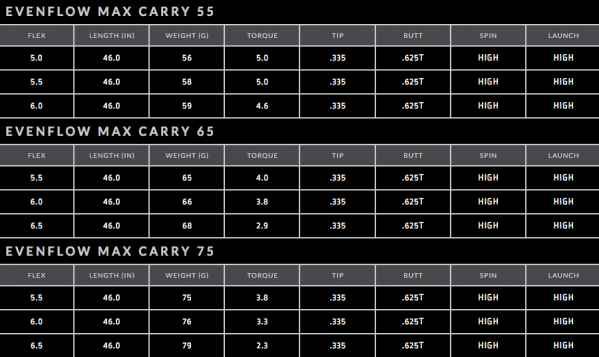 EVENFLOW MAX CARRY 55
FLEX LENGTH (IN) WEIGHT (G) TORQUE TIP BUTT SPIN LAUNCH
5.0 46.0 56 5.0 .335 .625T HIGH HIGH
5.5 46.0 58 5.0 .335 .625T HIGH HIGH
6.0 46.0 59 4.6 .335 .625T HIGH HIGH
EVENFLOW MAX CARRY 65
FLEX LENGTH (IN) WEIGHT (G) TORQUE TIP BUTT SPIN LAUNCH
5.5 46.0 65 4.0 .335 .625T HIGH HIGH
6.0 46.0 66 3.8 .335 .625T HIGH HIGH
6.5 46.0 68 2.9 .335 .625T HIGH HIGH
EVENFLOW MAX CARRY 75
FLEX LENGTH (IN) WEIGHT (G) TORQUE TIP BUTT SPIN LAUNCH
5.5 46.0 75 3.8 .335 .625T HIGH HIGH
6.0 46.0 76 3.3 .335 .625T HIGH HIGH
6.5 46.0 79 2.3 .335 .625T HIGH HIGH